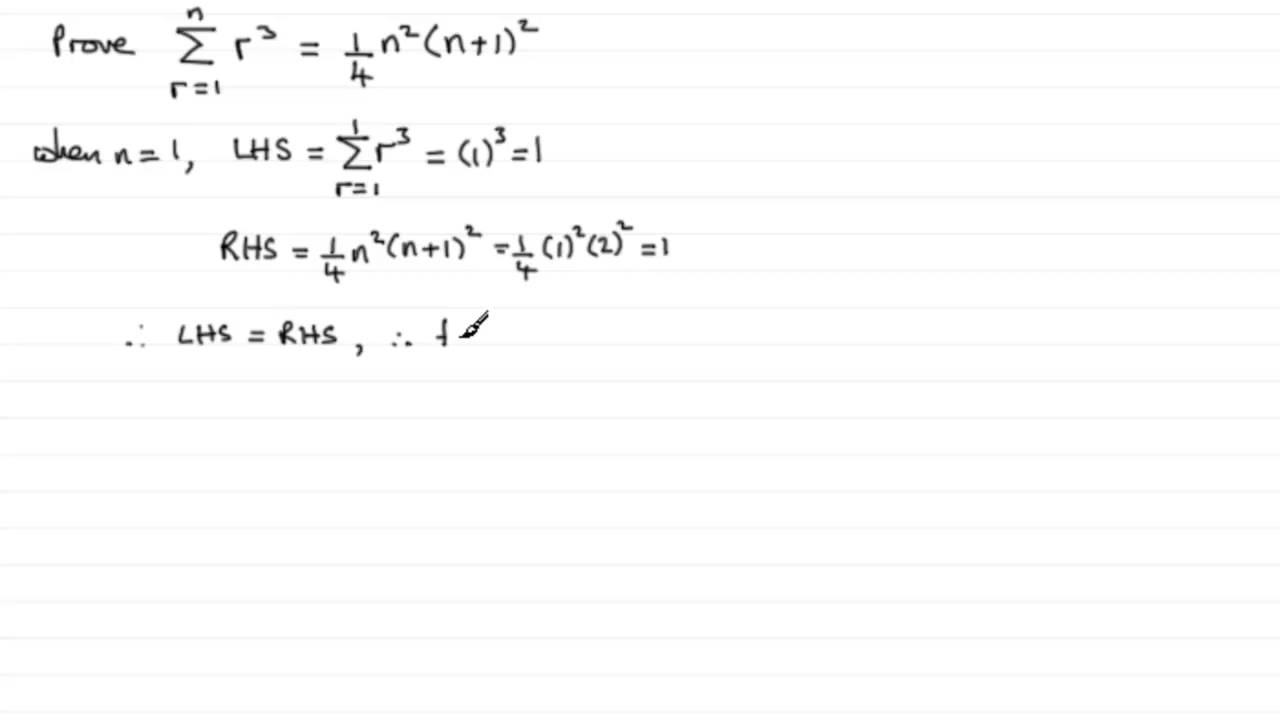 Prove ∑_{r=1}^{n} r³ = 1/4 n²(n+1)²
when n=1, LHS = ∑_{r=1}^{1} r³ = (1)³ = 1
RHS = 1/4 n²(n+1)² = 1/4 (1)²(2)² = 1
∴ LHS = RHS, ∴